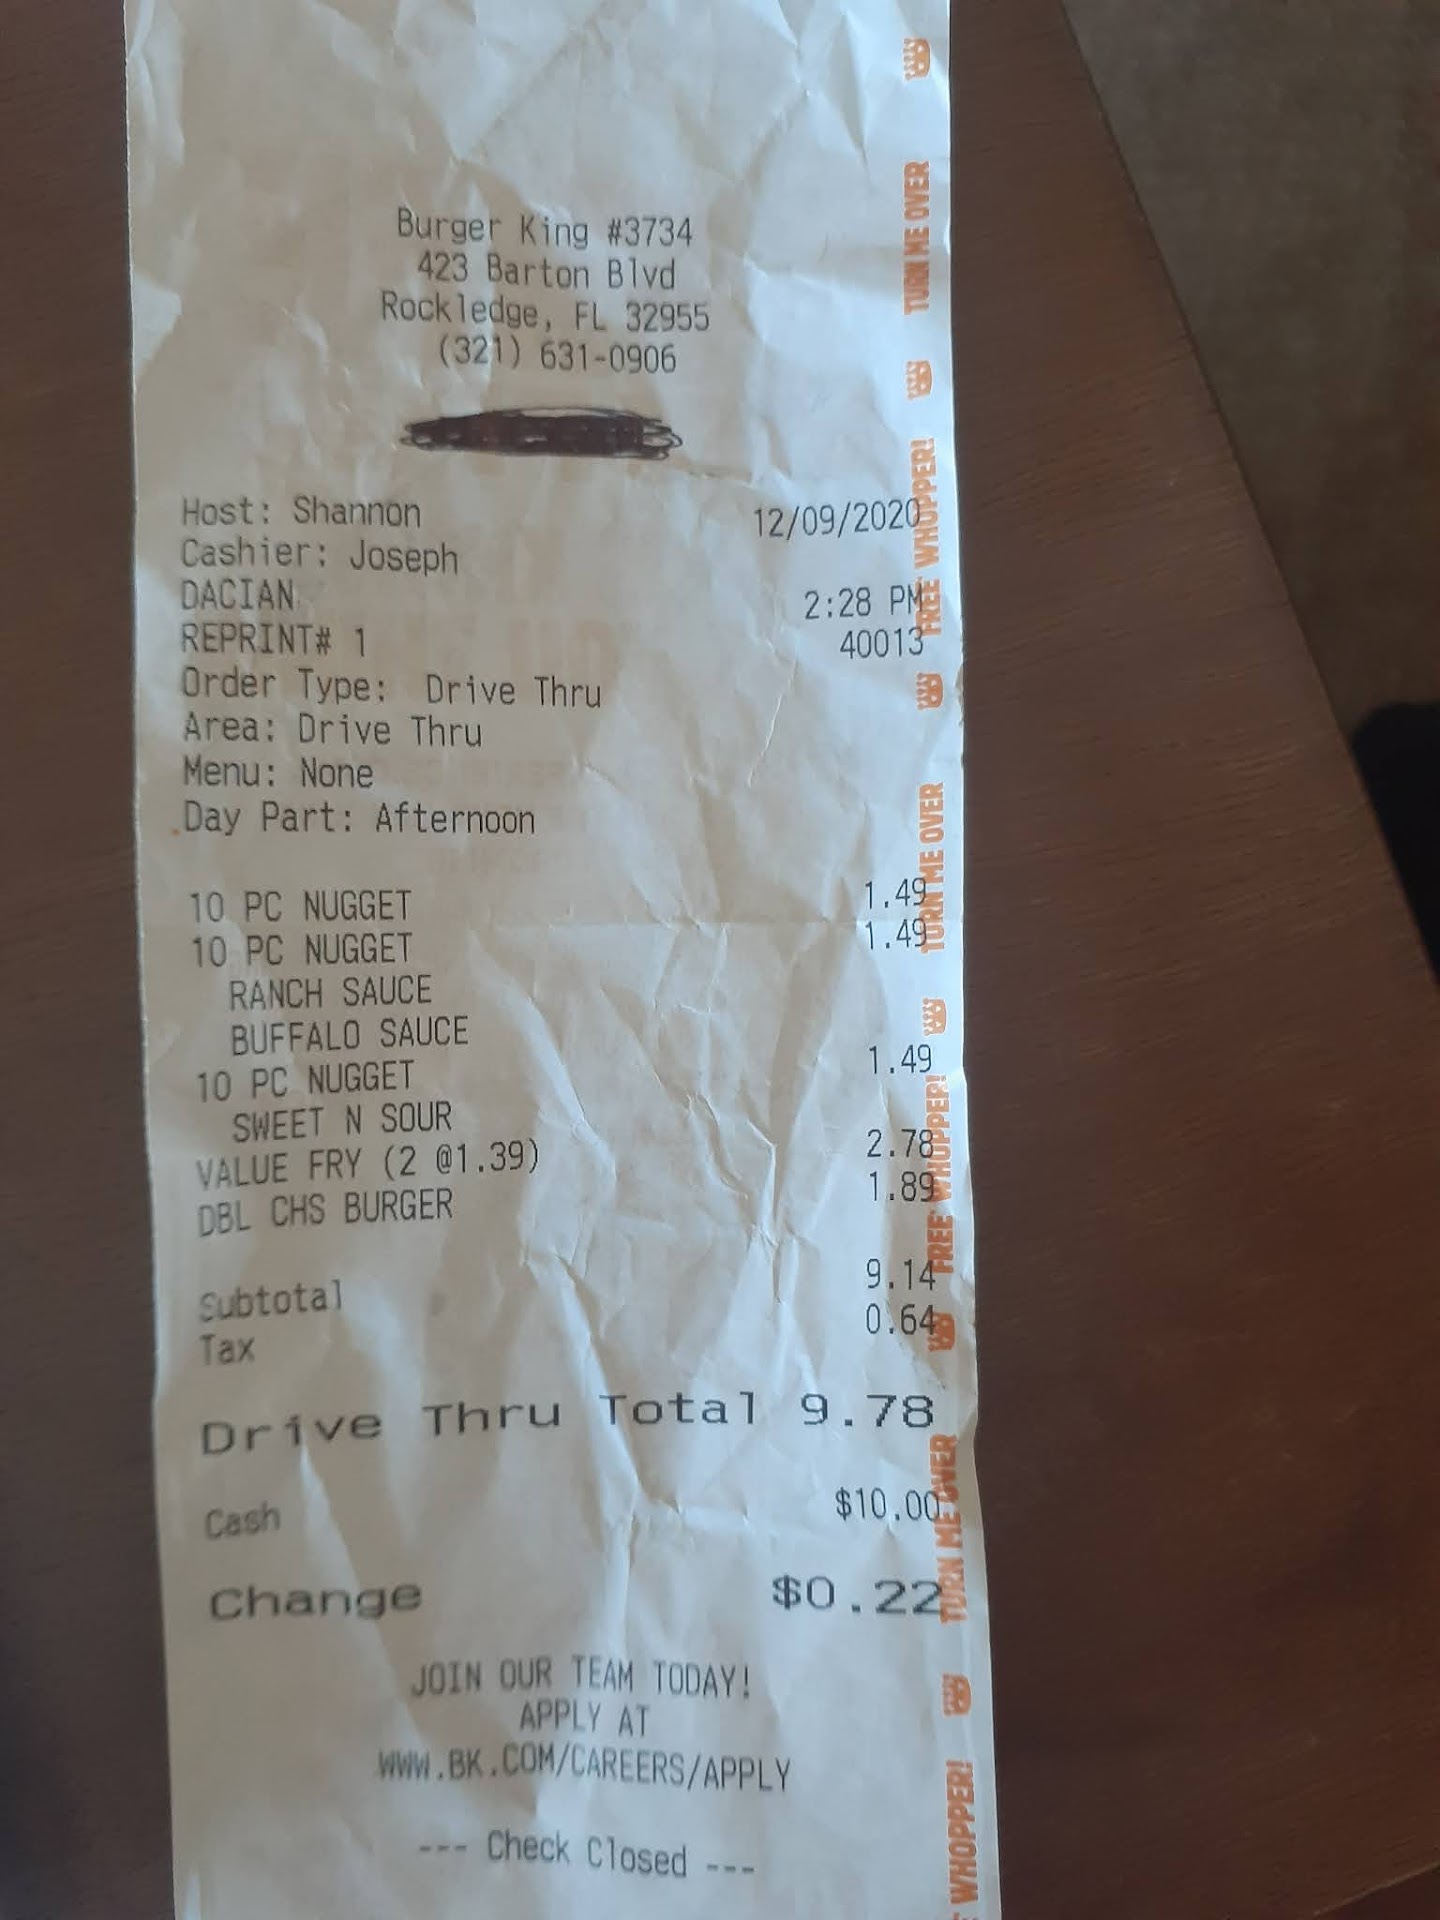 Burger King #3734
423 Barton Blvd
Rockledge, FL 32955
(321) 631-0906
Host: Shannon 12/09/2020
Cashier: Joseph
DACIAN 2:28 PM
REPRINT# 1 40013
Order Type: Drive Thru
Area: Drive Thru
Menu: None
Day Part: Afternoon
10 PC NUGGET 1.49
10 PC NUGGET 1.49
RANCH SAUCE
BUFFALO SAUCE
10 PC NUGGET 1.49
SWEET N SOUR
VALUE FRY (2 @1.39) 2.78
DBL CHS BURGER 1.89
Subtotal 9.14
Tax 0.64
Drive Thru Total 9.78
Cash $10.00
Change $0.22
JOIN OUR TEAM TODAY!
APPLY AT
WWW.BK.COM/CAREERS/APPLY
--- Check Closed ---
TURN ME OVER
FREE WHOPPER!
TURN ME OVER
FREE WHOPPER!
TURN ME OVER
WHOPPER!